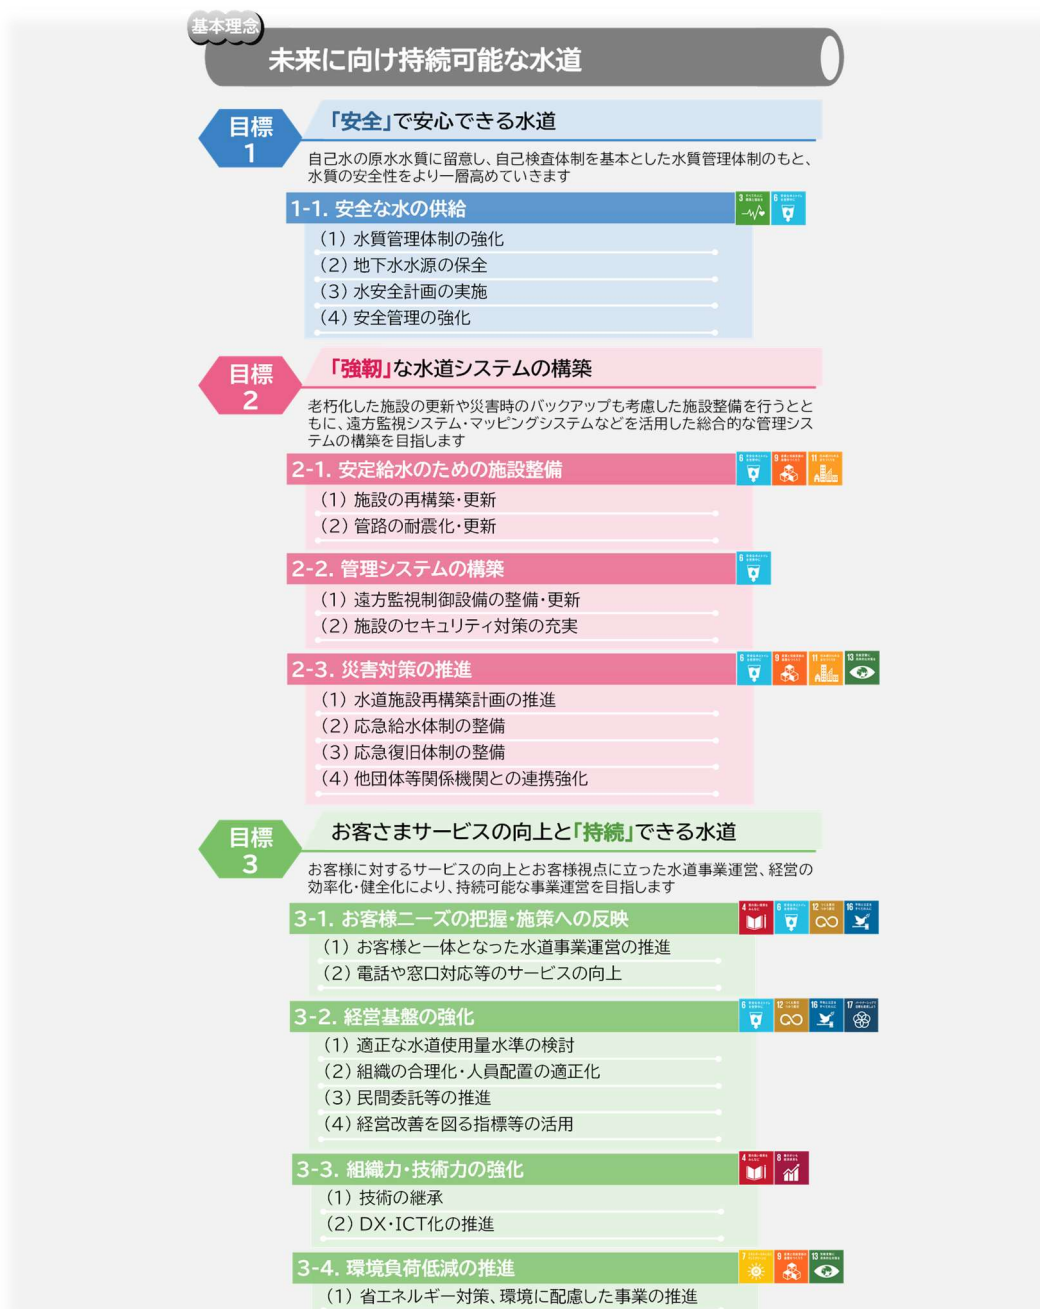 基本理念
未来に向け持続可能な水道
目標
1
「安全」で安心できる水道
自己水の原水水質に留意し、自己検査体制を基本とした水質管理体制のもと、
水質の安全性をより一層高めていきます
1-1. 安全な水の供給
3
6
(1) 水質管理体制の強化
(2) 地下水水源の保全
(3) 水安全計画の実施
(4) 安全管理の強化
目標
2
「強靭」な水道システムの構築
老朽化した施設の更新や災害時のバックアップも考慮した施設整備を行うとと
もに、遠方監視システム・マッピングシステムなどを活用した総合的な管理シス
テムの構築を目指します
2-1. 安定給水のための施設整備
6
9
11
(1) 施設の再構築・更新
(2) 管路の耐震化・更新
2-2. 管理システムの構築
6
(1) 遠方監視制御設備の整備・更新
(2) 施設のセキュリティ対策の充実
2-3. 災害対策の推進
6
9
11
13
(1) 水道施設再構築計画の推進
(2) 応急給水体制の整備
(3) 応急復旧体制の整備
(4) 他団体等関係機関との連携強化
目標
3
お客さまサービスの向上と「持続」できる水道
お客様に対するサービスの向上とお客様視点に立った水道事業運営、経営の
効率化・健全化により、持続可能な事業運営を目指します
3-1. お客様ニーズの把握・施策への反映
4
6
12
16
(1) お客様と一体となった水道事業運営の推進
(2) 電話や窓口対応等のサービスの向上
3-2. 経営基盤の強化
6
12
16
17
(1) 適正な水道使用量水準の検討
(2) 組織の合理化・人員配置の適正化
(3) 民間委託等の推進
(4) 経営改善を図る指標等の活用
3-3. 組織力・技術力の強化
4
8
(1) 技術の継承
(2) DX・ICT化の推進
3-4. 環境負荷低減の推進
7
9
13
(1) 省エネルギー対策、環境に配慮した事業の推進